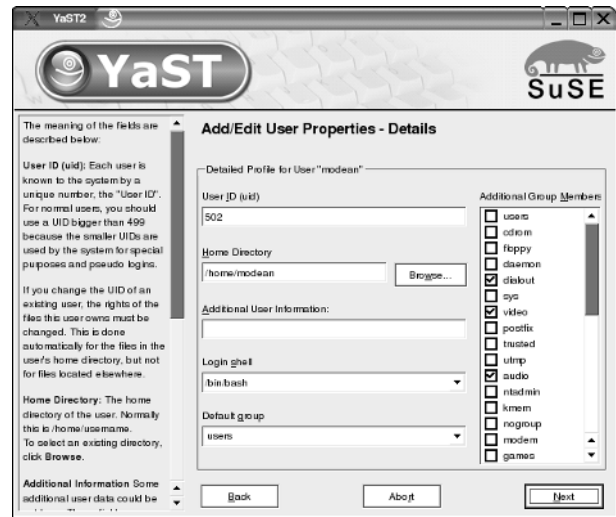 YaST2
YaST
SuSE
The meaning of the fields are
described below:
User ID (uid): Each user is
known to the system by a
unique number, the "User ID".
For normal users, you should
use a UID bigger than 499
because the smaller UIDs are
used by the system for special
purposes and pseudo logins.
If you change the UID of an
existing user, the rights of the
files this user owns must be
changed. This is done
automatically for the files in the
user's home directory, but not
for files located elsewhere.
Home Directory: The home
directory of the user. Normally
this is /home/username.
To select an existing directory,
click Browse.
Additional Information Some
additional user data could be
Add/Edit User Properties - Details
Detailed Profile for User "modean"
User ID (uid)
502
Home Directory
/home/modean
Browse...
Additional User Information:
Login shell
/bin/bash
Default group
users
Additional Group Members
users
cdrom
floppy
daemon
dialout
sys
video
postfix
trusted
utmp
audio
ntadmin
kmem
nogroup
modem
games
Back
Abort
Next